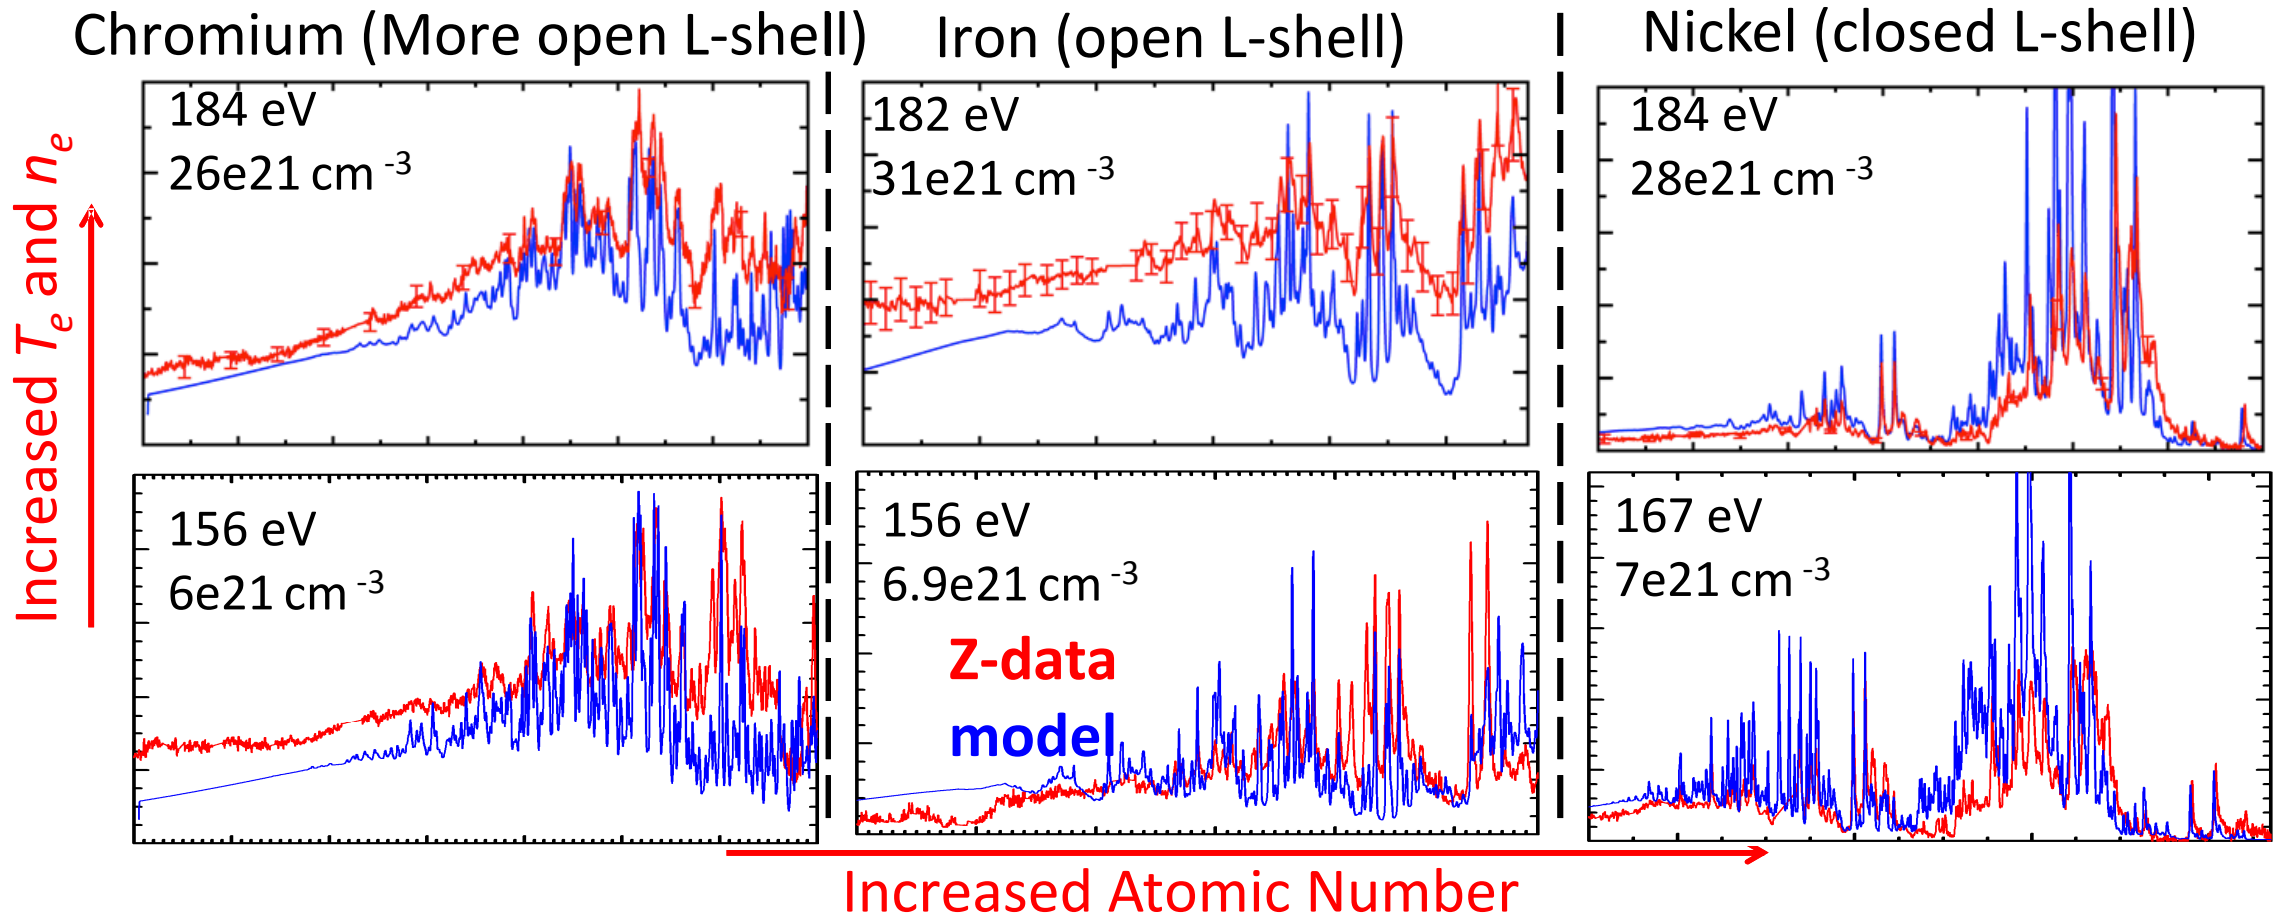 Chromium (More open L-shell)
Iron (open L-shell)
Nickel (closed L-shell)
184 eV
26e21 cm -3
182 eV
31e21 cm -3
184 eV
28e21 cm -3
Increased Te and ne
156 eV
6e21 cm -3
156 eV
6.9e21 cm -3
Z-data
model
167 eV
7e21 cm -3
Increased Atomic Number